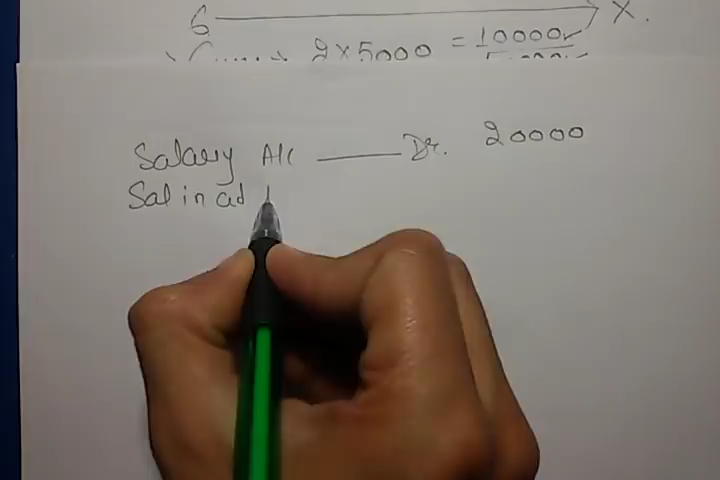 6 X.
2×5000 = 10000
Salary A/c —— Dr. 20000
Sal in ad